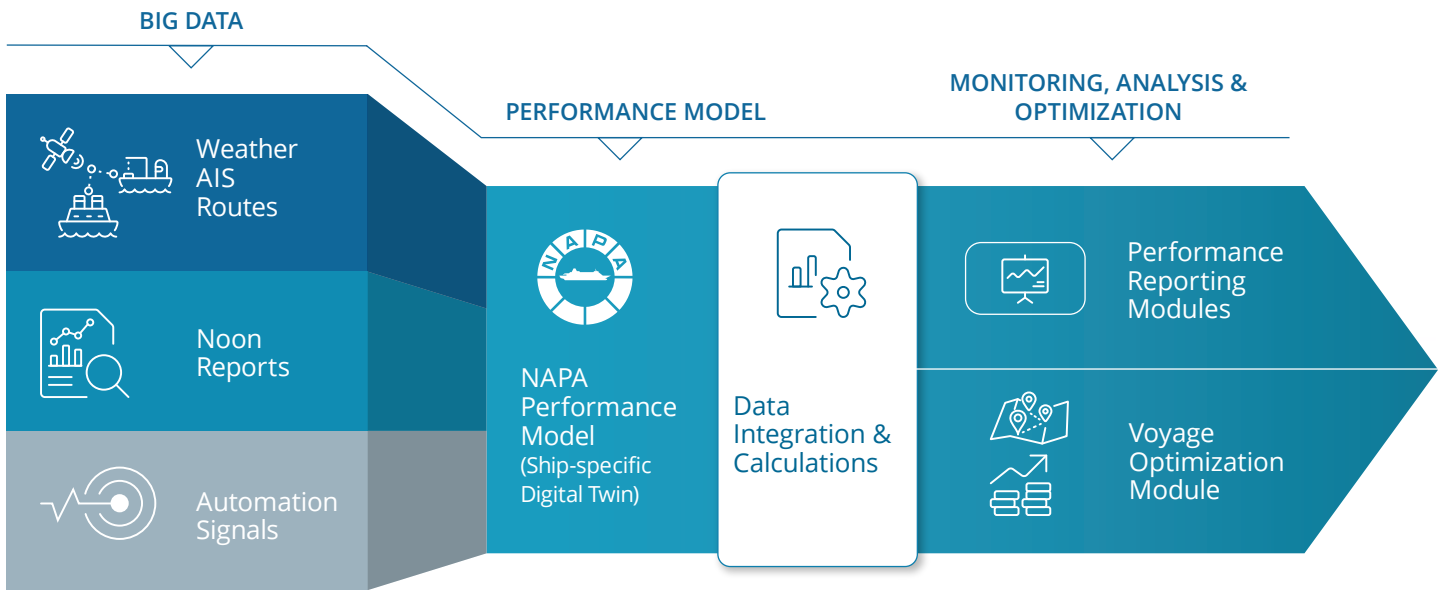 BIG DATA
PERFORMANCE MODEL
MONITORING, ANALYSIS &
OPTIMIZATION
Weather
AIS
Routes
Noon
Reports
Automation
Signals
NAPA
NAPA
Performance
Model
(Ship-specific
Digital Twin)
Data
Integration &
Calculations
Performance
Reporting
Modules
Voyage
Optimization
Module